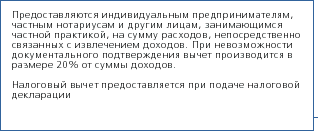 Предоставляются индивидуальным предпринимателям,
частным нотариусам и другим лицам, занимающимся
частной практикой, на сумму расходов, непосредственно
связанных с извлечением доходов. При невозможности
документального подтверждения вычет производится в
размере 20% от суммы доходов.
Налоговый вычет предоставляется при подаче налоговой
декларации